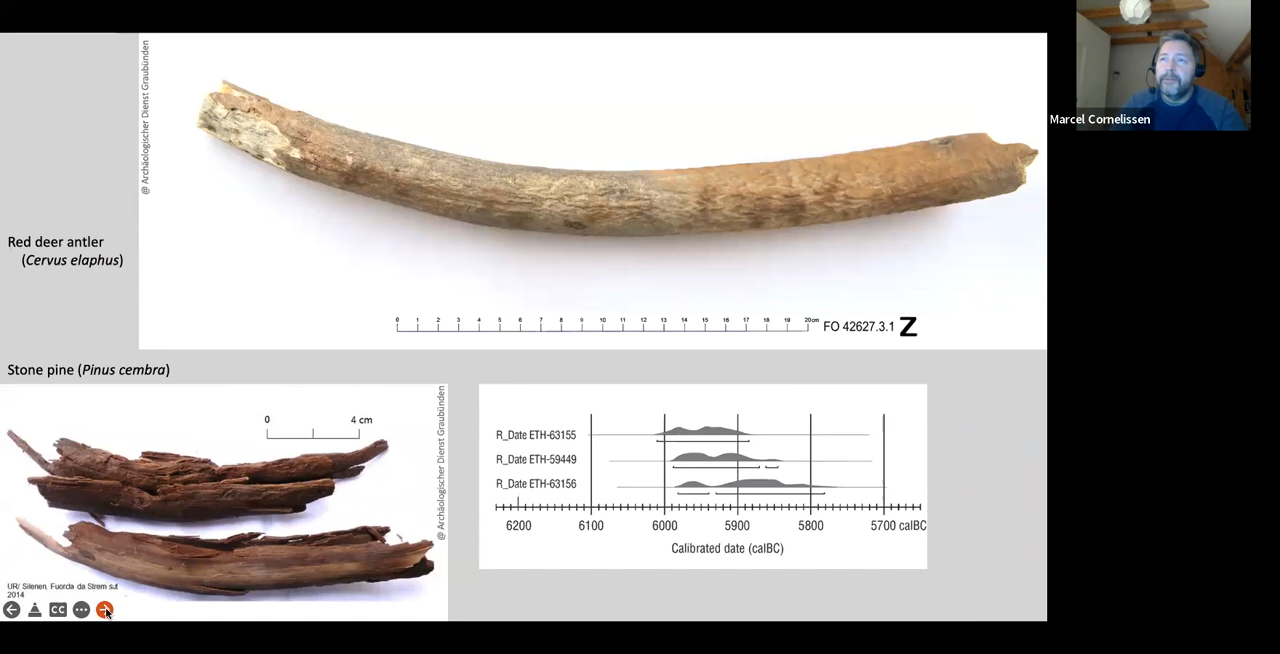 @ Archäologischer Dienst Graubünden
Marcel Cornelissen
Red deer antler
(Cervus elaphus)
0 1 2 3 4 5 6 7 8 9 10 11 12 13 14 15 16 17 18 19 20cm
FO 42627.3.1 Z
Stone pine (Pinus cembra)
0 4 cm
@ Archäologischer Dienst Graubünden
UR/ Silenen, Fuorda da Strem sut
2014
CC
R_Date ETH-63155
R_Date ETH-59449
R_Date ETH-63156
6200 6100 6000 5900 5800 5700 calBC
Calibrated date (calBC)